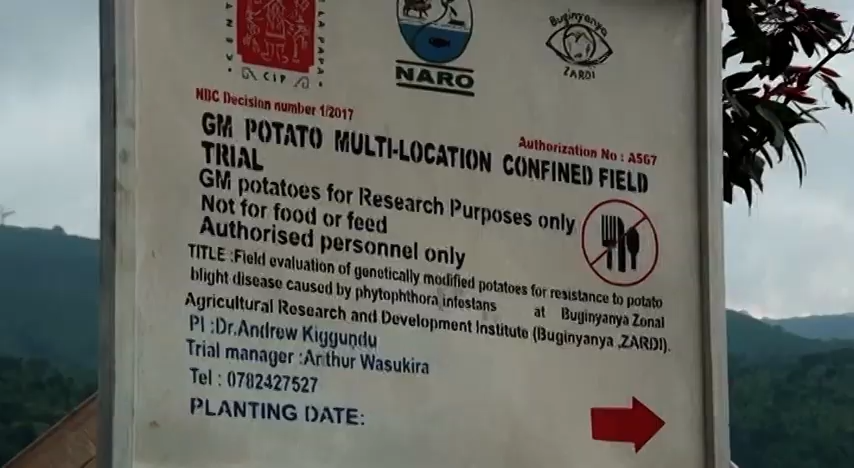 CIP
NARO
Buginyanya
ZARDI
NBC Decision number 1/2017
Authorization No : A5G7
GM POTATO MULTI-LOCATION CONFINED FIELD
TRIAL
GM potatoes for Research Purposes only
Not for food or feed
Authorised personnel only
TITLE :Field evaluation of genetically modified potatoes for resistance to potato
blight disease caused by phytophthora infestans at Buginyanya Zonal
Agricultural Research and Development Institute (Buginyanya ,ZARDI).
PI :Dr.Andrew Kiggundu
Trial manager : Arthur Wasukira
Tel : 0782427527
PLANTING DATE: